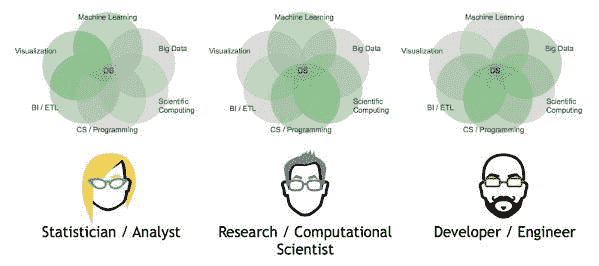 Machine Learning
Visualization
Big Data
DS
BI / ETL
Scientific
Computing
CS / Programming
Machine Learning
Visualization
Big Data
DS
BI / ETL
Scientific
Computing
CS / Programming
Machine Learning
Visualization
Big Data
DS
BI / ETL
Scientific
Computing
CS / Programming
Statistician / Analyst
Research / Computational
Scientist
Developer / Engineer